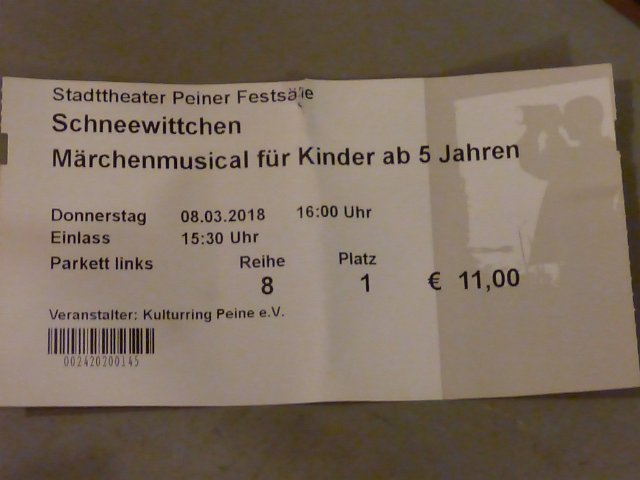 Stadttheater Peiner Festsäle
Schneewittchen
Märchenmusical für Kinder ab 5 Jahren
Donnerstag 08.03.2018 16:00 Uhr
Einlass 15:30 Uhr
Parkett links Reihe Platz
8 1 € 11,00
Veranstalter: Kulturring Peine e.V.
002420200145